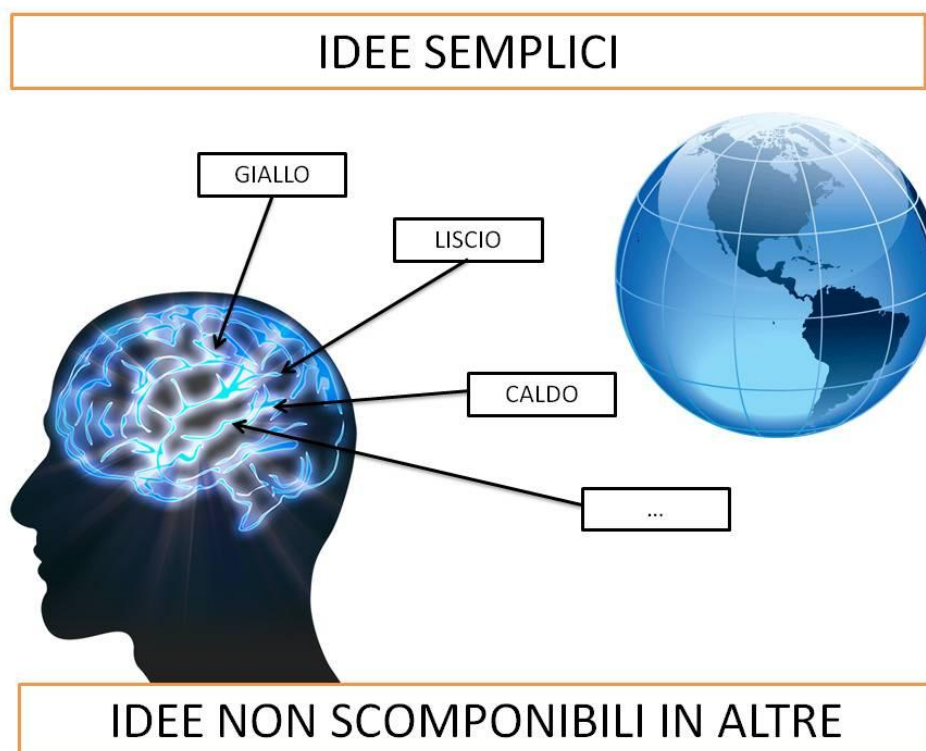 IDEE SEMPLICI
GIALLO
LISCIO
CALDO
...
IDEE NON SCOMPONIBILI IN ALTRE